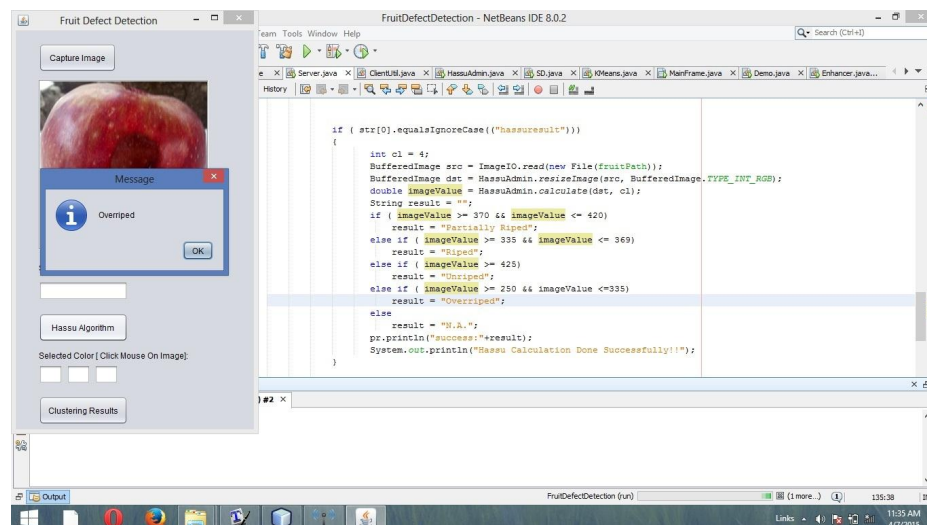 Fruit Defect Detection
FruitDefectDetection - NetBeans IDE 8.0.2
Team Tools Window Help
Search (Ctrl+I)
Capture Image
Server.java
ClientUtil.java
HassuAdmin.java
SD.java
KMeans.java
MainFrame.java
Demo.java
Enhancer.java...
History
if ( str[0].equalsIgnoreCase(("hassuresult")))
{
int cl = 4;
BufferedImage src = ImageIO.read(new File(fruitPath));
BufferedImage dst = HassuAdmin.resizeImage(src, BufferedImage.TYPE_INT_RGB);
double imageValue = HassuAdmin.calculate(dst, cl);
String result = "";
if ( imageValue >= 370 && imageValue <= 420)
result = "Partially Riped";
else if ( imageValue >= 335 && imageValue <= 369)
result = "Riped";
else if ( imageValue >= 425)
result = "Unriped";
else if ( imageValue >= 250 && imageValue <=335)
result = "Overriped";
else
result = "N.A.";
pr.println("success:"+result);
System.out.println("Hassu Calculation Done Successfully!!");
}
Message
Overriped
OK
Hassu Algorithm
Selected Color [ Click Mouse On Image]:
Clustering Results
) #2
Output
FruitDefectDetection (run)
(1 more...)
135:38
Links
11:35 AM
4/7/2015